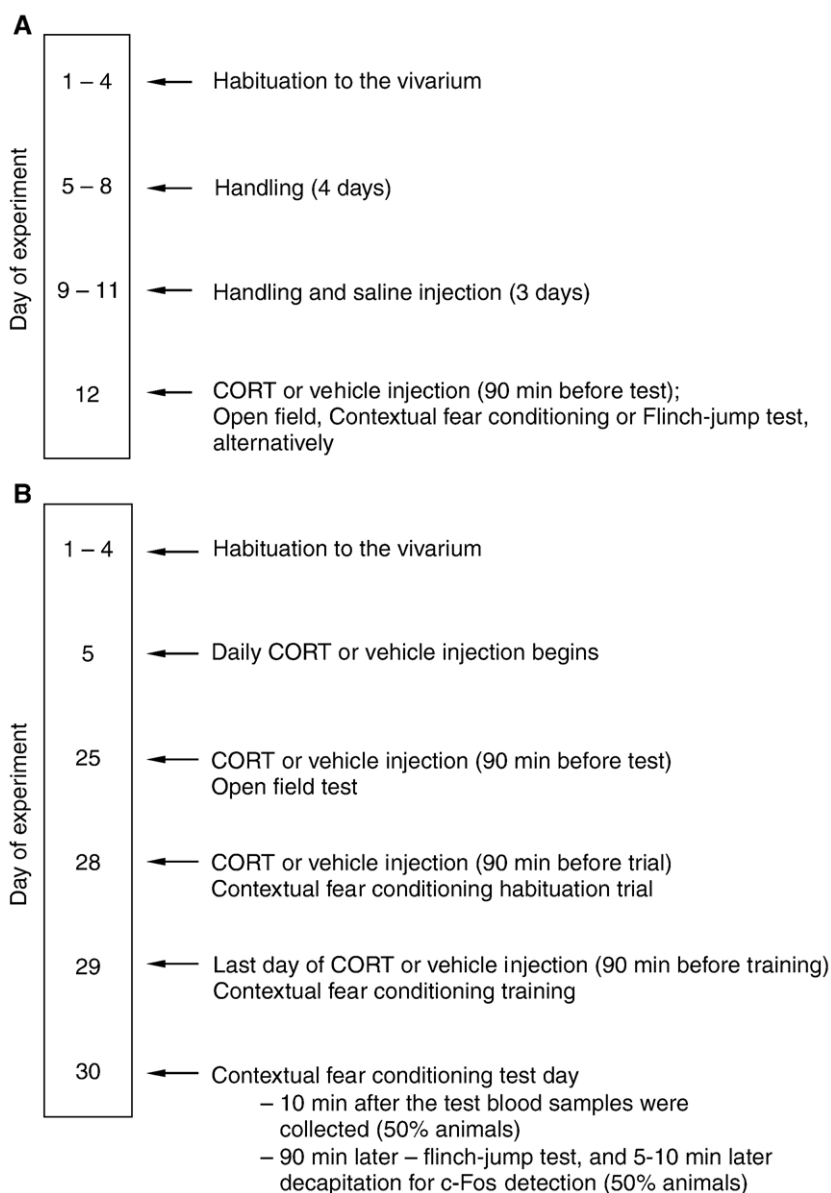 A
Day of experiment
1 – 4 Habituation to the vivarium
5 – 8 Handling (4 days)
9 – 11 Handling and saline injection (3 days)
12 CORT or vehicle injection (90 min before test);
Open field, Contextual fear conditioning or Flinch-jump test,
alternatively
B
Day of experiment
1 – 4 Habituation to the vivarium
5 Daily CORT or vehicle injection begins
25 CORT or vehicle injection (90 min before test)
Open field test
28 CORT or vehicle injection (90 min before trial)
Contextual fear conditioning habituation trial
29 Last day of CORT or vehicle injection (90 min before training)
Contextual fear conditioning training
30 Contextual fear conditioning test day
– 10 min after the test blood samples were
collected (50% animals)
– 90 min later – flinch-jump test, and 5-10 min later
decapitation for c-Fos detection (50% animals)